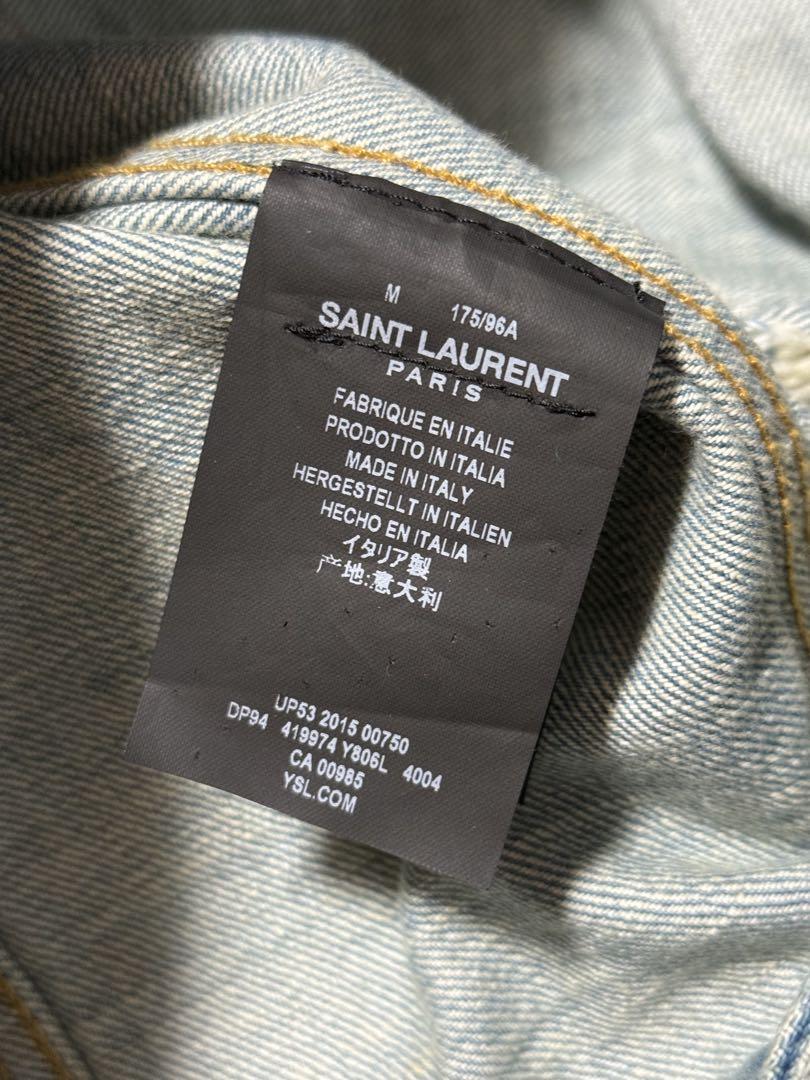 M 175/96A
SAINT LAURENT
PARIS
FABRIQUE EN ITALIE
PRODOTTO IN ITALIA
MADE IN ITALY
HERGESTELLT IN ITALIEN
HECHO EN ITALIA
イタリア製
产地:意大利
UP53 2015 00750
DP94 419974 Y806L 4004
CA 00985
YSL.COM